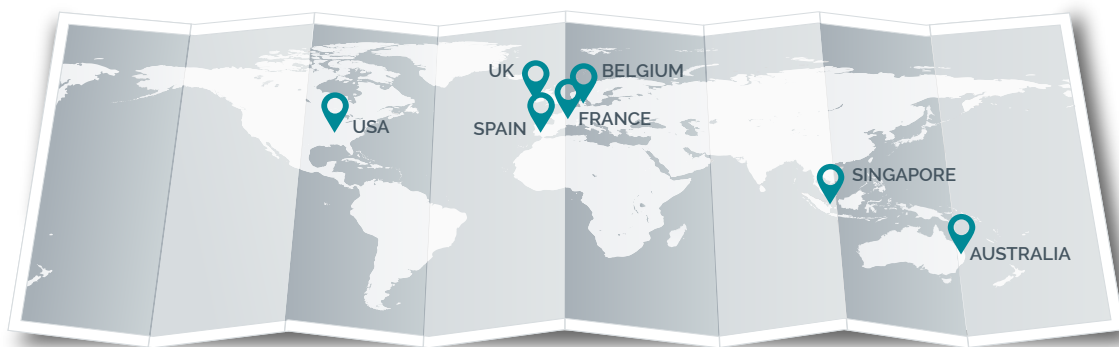 UK
BELGIUM
USA
SPAIN
FRANCE
SINGAPORE
AUSTRALIA